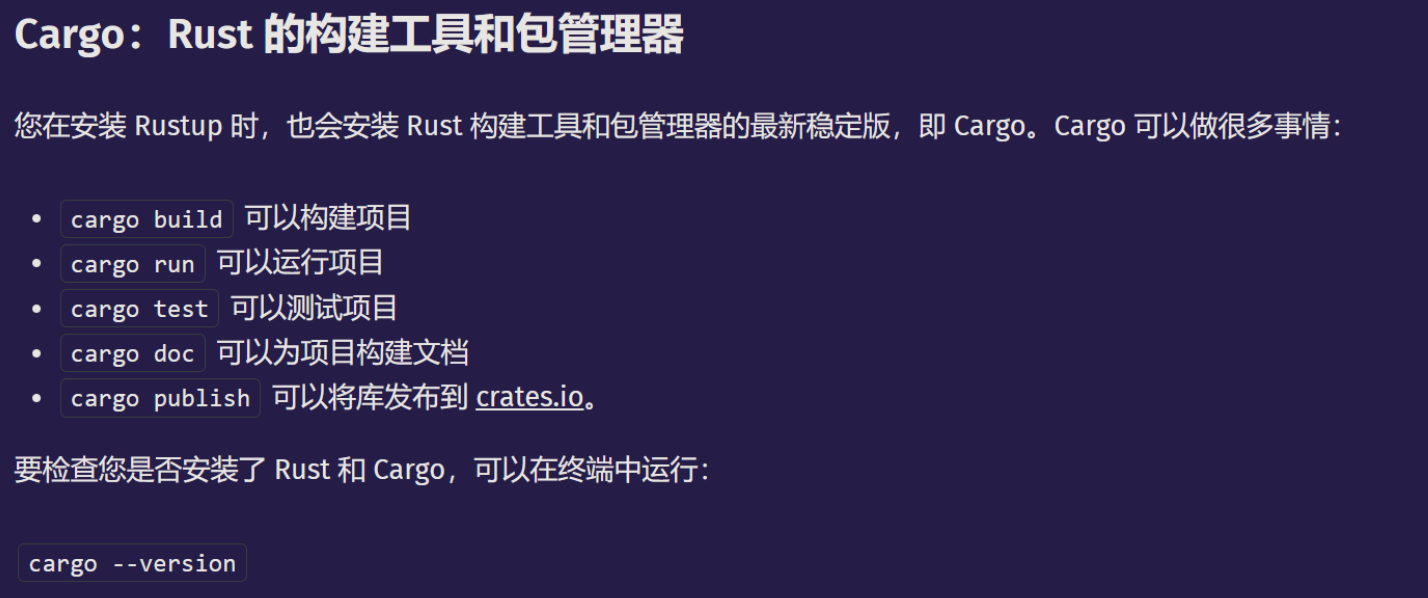 Cargo：Rust 的构建工具和包管理器
您在安装 Rustup 时，也会安装 Rust 构建工具和包管理器的最新稳定版，即 Cargo。Cargo 可以做很多事情：
• cargo build 可以构建项目
• cargo run 可以运行项目
• cargo test 可以测试项目
• cargo doc 可以为项目构建文档
• cargo publish 可以将库发布到 crates.io。
要检查您是否安装了 Rust 和 Cargo，可以在终端中运行：
cargo --version